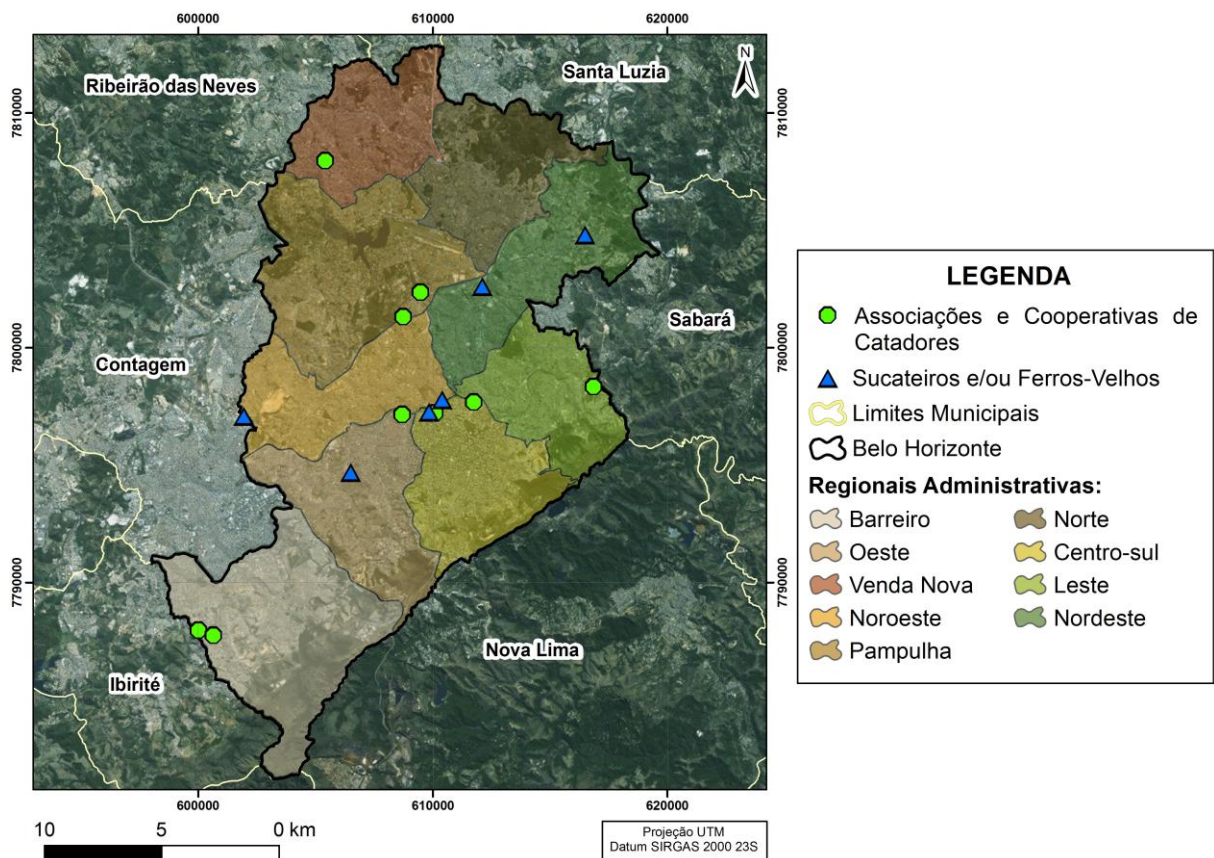 600000
610000
620000
Ribeirão das Neves
Santa Luzia
N
7810000
7810000
Sabará
7800000
7800000
Contagem
7790000
7790000
Nova Lima
Ibirité
600000
610000
620000
10
5
0 km
Projeção UTM
Datum SIRGAS 2000 23S
LEGENDA
Associações e Cooperativas de
Catadores
Sucateiros e/ou Ferros-Velhos
Limites Municipais
Belo Horizonte
Regionais Administrativas:
Barreiro
Norte
Oeste
Centro-sul
Venda Nova
Leste
Noroeste
Nordeste
Pampulha